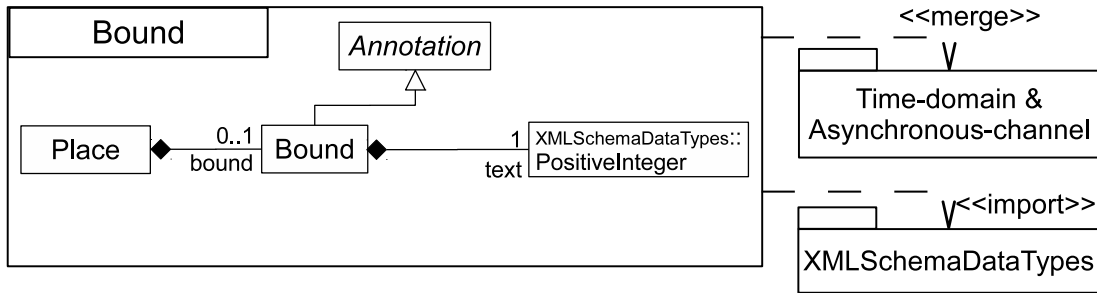 Bound
Annotation
<<merge>>
Time-domain &
Asynchronous-channel
Place
0..1
bound
Bound
1
text
XMLSchemaDataTypes::
PositiveInteger
<<import>>
XMLSchemaDataTypes